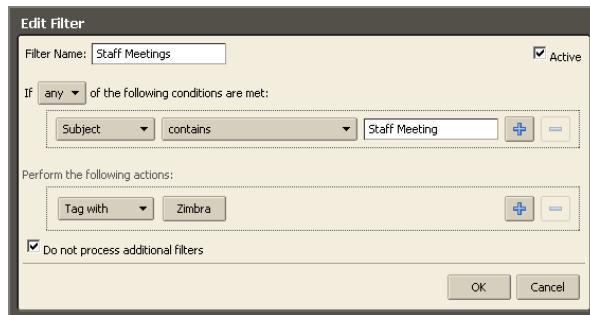 Edit Filter
Filter Name: Staff Meetings Active
If any of the following conditions are met:
Subject contains Staff Meeting
Perform the following actions:
Tag with Zimbra
Do not process additional filters
OK Cancel